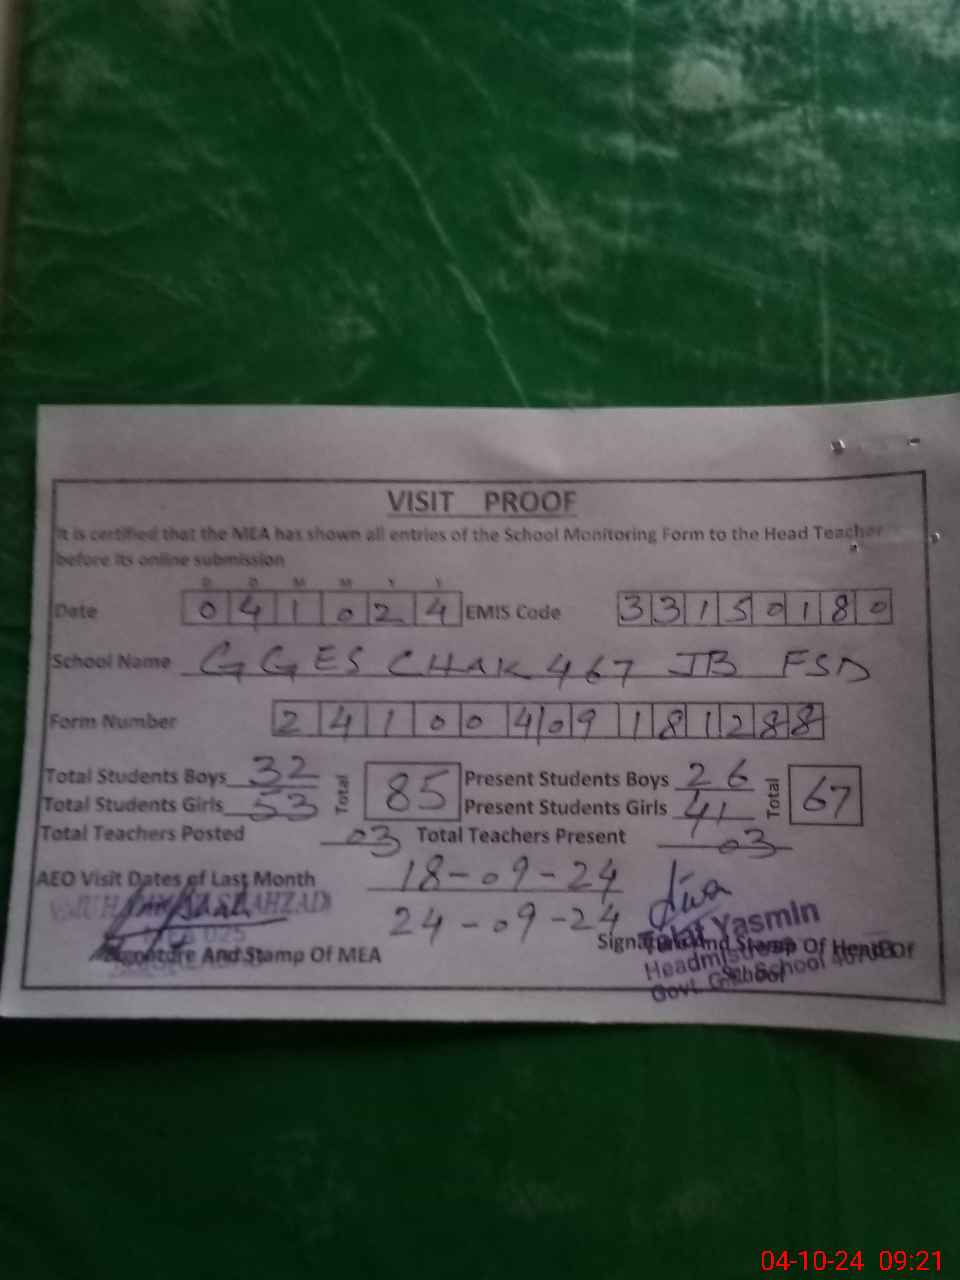 VISIT PROOF
It is certified that the MEA has shown all entries of the School Monitoring Form to the Head Teacher
before its online submission
D D M M Y Y
Date 0 4 1 0 2 4 EMIS Code 3 3 1 5 0 1 8 0
School Name GGES CHAK 467 JB FSD
Form Number 2 4 1 0 0 4 0 9 1 8 1 2 8 8
Total Students Boys 32 Total 85 Present Students Boys 26 Total 67
Total Students Girls 53 Present Students Girls 41
Total Teachers Posted 03 Total Teachers Present 03
AEO Visit Dates of Last Month 18-09-24
24-09-24
Signature And Stamp Of MEA
Signature And Stamp Of Head Of
School
Talat Yasmin
Headmistress
Govt. School
04-10-24 09:21